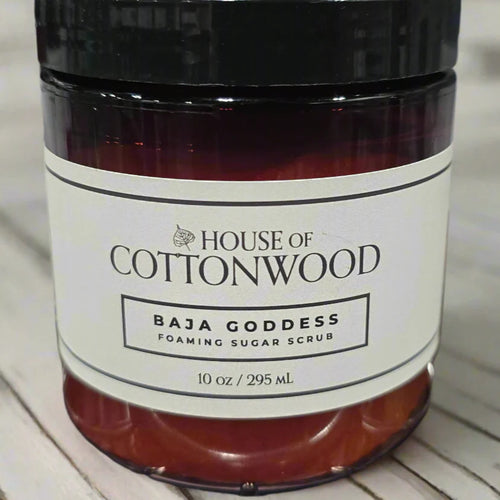 HOUSE OF
COTTONWOOD
BAJA GODDESS
FOAMING SUGAR SCRUB
10 oz / 295 mL